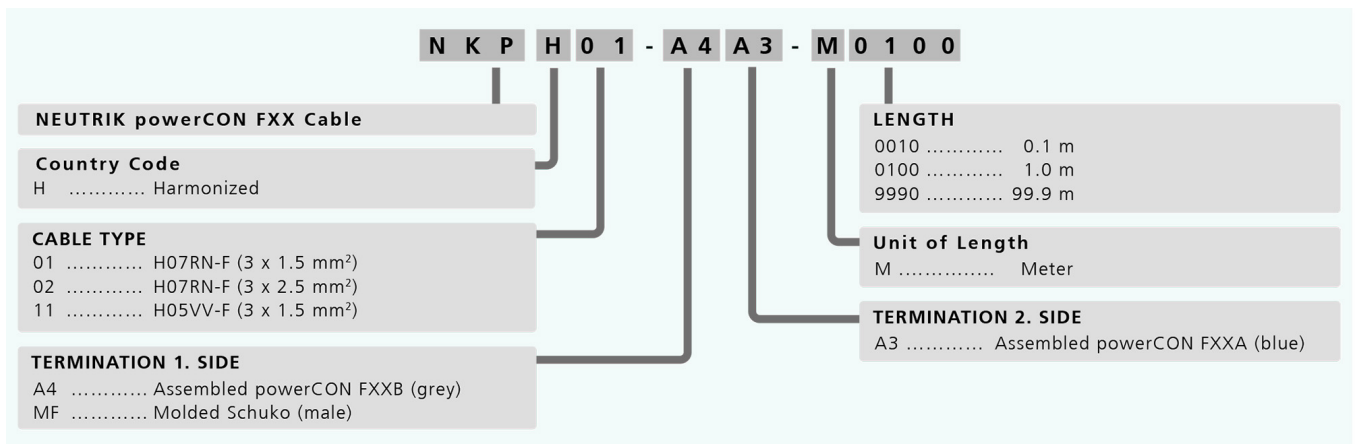 N K P H 0 1 - A 4 A 3 - M 0 1 0 0
NEUTRIK powerCON FXX Cable
Country Code
H ............ Harmonized
CABLE TYPE
01 ............ H07RN-F (3 x 1.5 mm²)
02 ............ H07RN-F (3 x 2.5 mm²)
11 ............ H05VV-F (3 x 1.5 mm²)
TERMINATION 1. SIDE
A4 ............ Assembled powerCON FXXB (grey)
MF ............ Molded Schuko (male)
LENGTH
0010 ............ 0.1 m
0100 ............ 1.0 m
9990 ............ 99.9 m
Unit of Length
M ............... Meter
TERMINATION 2. SIDE
A3 ............ Assembled powerCON FXXA (blue)